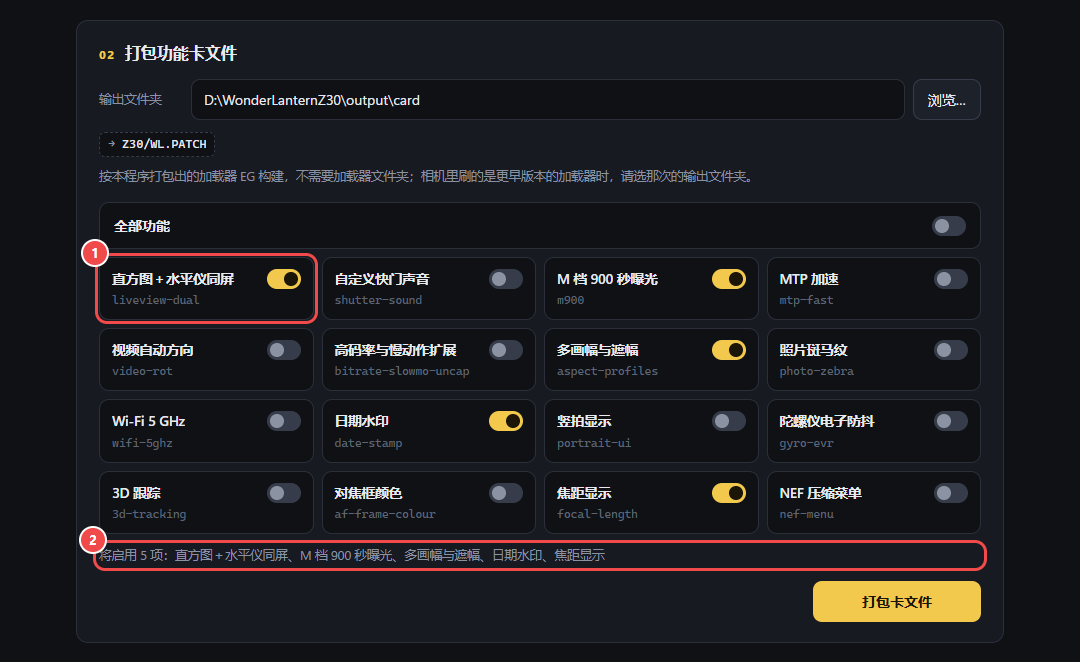 02 打包功能卡文件
输出文件夹 D:\WonderLanternZ30\output\card 浏览...
→ Z30/WL.PATCH
按本程序打包出的加载器 EG 构建，不需要加载器文件夹；相机里刷的是更早版本的加载器时，请选那次的输出文件夹。
全部功能
1
直方图 + 水平仪同屏 自定义快门声音 M 档 900 秒曝光 MTP 加速
liveview-dual shutter-sound m900 mtp-fast
视频自动方向 高码率与慢动作扩展 多画幅与遮幅 照片斑马纹
video-rot bitrate-slowmo-uncap aspect-profiles photo-zebra
Wi-Fi 5 GHz 日期水印 竖拍显示 陀螺仪电子防抖
wifi-5ghz date-stamp portrait-ui gyro-evr
3D 跟踪 对焦框颜色 焦距显示 NEF 压缩菜单
3d-tracking af-frame-colour focal-length nef-menu
2
将启用 5 项：直方图 + 水平仪同屏、M 档 900 秒曝光、多画幅与遮幅、日期水印、焦距显示
打包卡文件